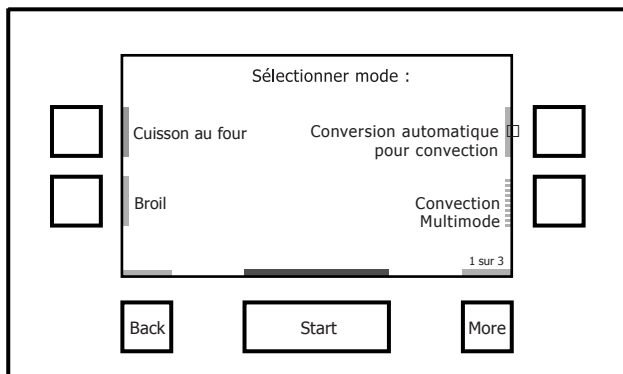 Sélectionner mode :
Cuisson au four
Conversion automatique
pour convection
Broil
Convection
Multimode
1 sur 3
Back
Start
More